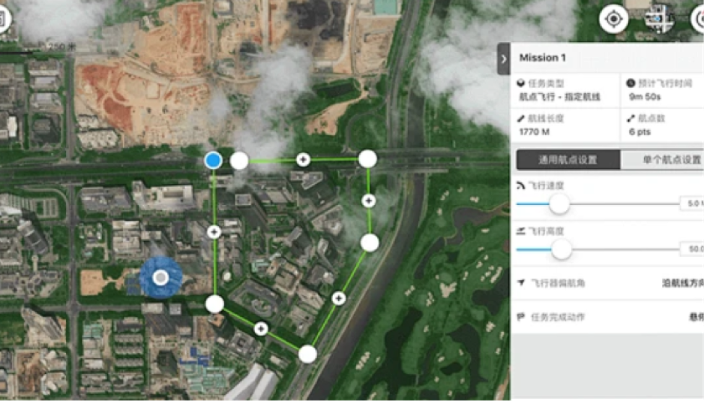 250 米
Mission 1
任务类型
航点飞行 - 指定航线
预计飞行时间
9m 50s
航线长度
1770 M
航点数
6 pts
通用航点设置
单个航点设置
飞行速度
5.0
飞行高度
50.0
飞行器偏航角
沿航线方向
任务完成动作
悬停